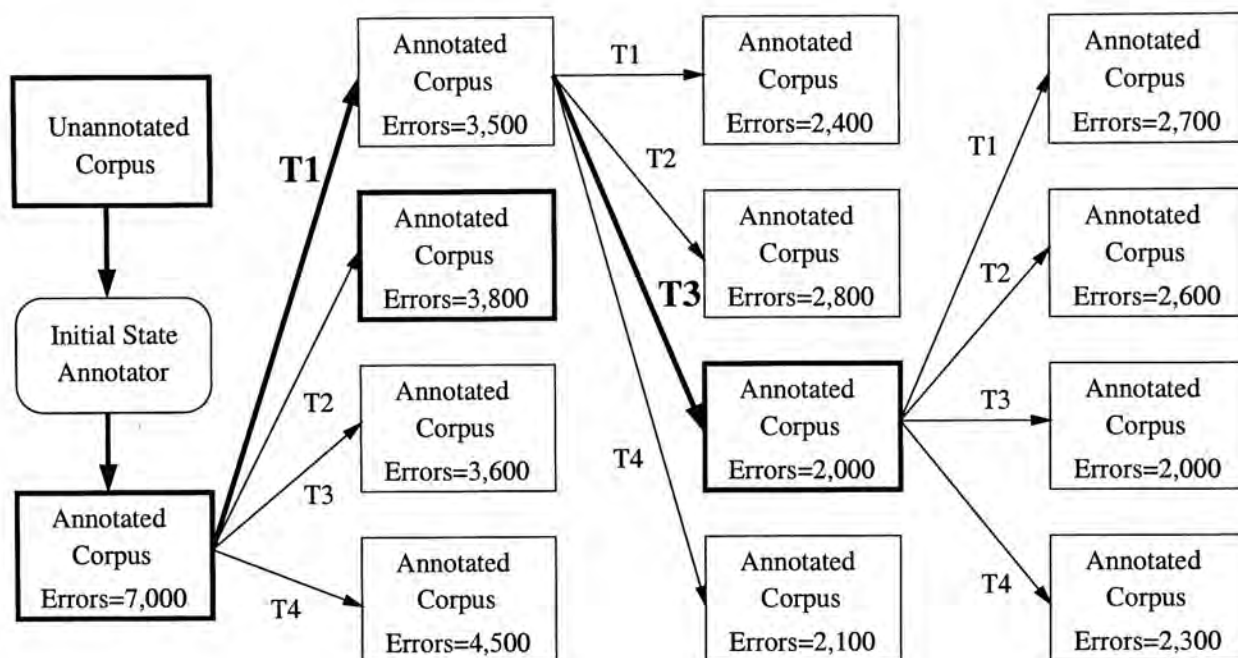 Unannotated
Corpus
Initial State
Annotator
Annotated
Corpus
Errors=7,000
T1
T2
T3
T4
Annotated
Corpus
Errors=3,500
Annotated
Corpus
Errors=3,800
Annotated
Corpus
Errors=3,600
Annotated
Corpus
Errors=4,500
T1
T2
T3
T4
Annotated
Corpus
Errors=2,400
Annotated
Corpus
Errors=2,800
Annotated
Corpus
Errors=2,000
Annotated
Corpus
Errors=2,100
T1
T2
T3
T4
Annotated
Corpus
Errors=2,700
Annotated
Corpus
Errors=2,600
Annotated
Corpus
Errors=2,000
Annotated
Corpus
Errors=2,300